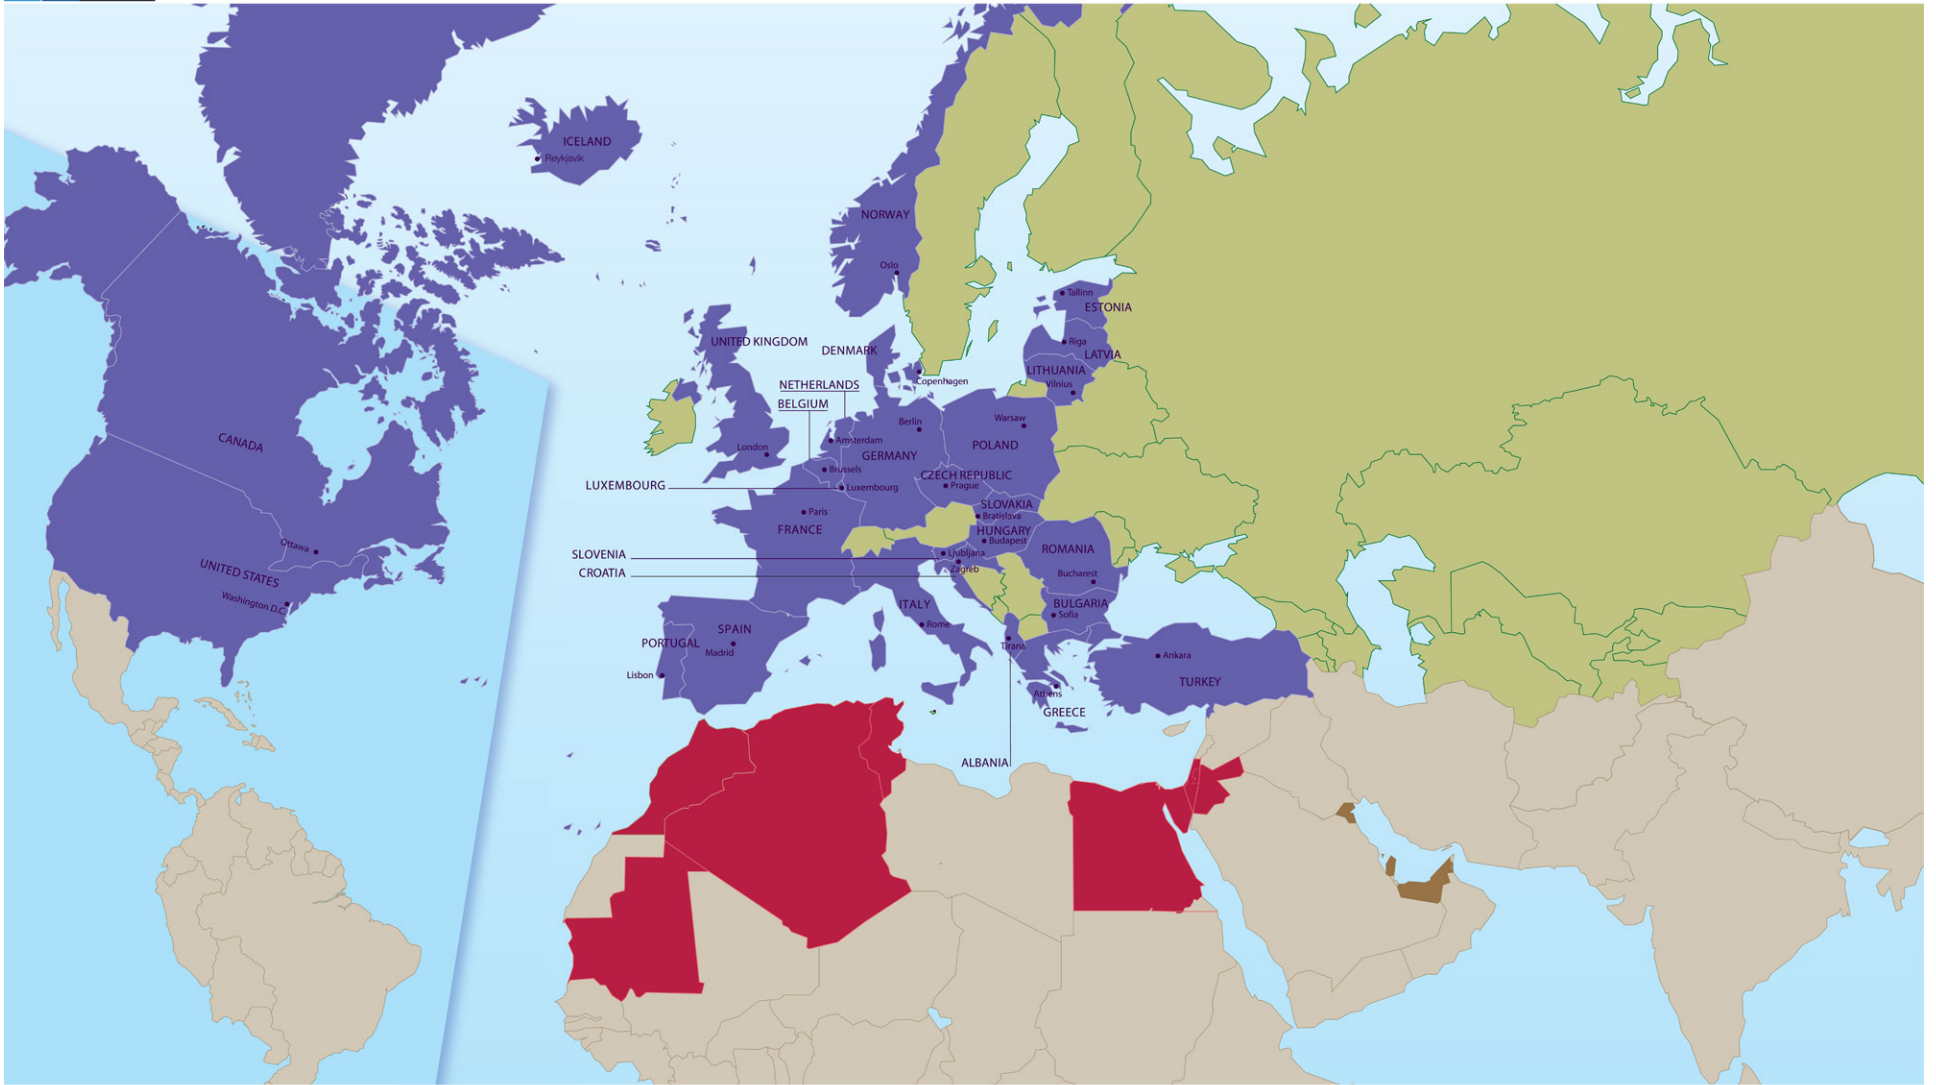 ICELAND
Reykjavik
NORWAY
Oslo
Tallinn
ESTONIA
UNITED KINGDOM
DENMARK
Riga
LATVIA
LITHUANIA
Vilnius
Copenhagen
NETHERLANDS
BELGIUM
Berlin
Warsaw
CANADA
London
Amsterdam
GERMANY
POLAND
Brussels
CZECH REPUBLIC
Prague
LUXEMBOURG
Luxembourg
SLOVAKIA
Bratislava
Paris
FRANCE
HUNGARY
Budapest
Ottawa
ROMANIA
SLOVENIA
Ljubljana
Zagreb
CROATIA
UNITED STATES
Bucharest
Washington D.C.
ITALY
BULGARIA
Sofia
Rome
SPAIN
PORTUGAL
Madrid
Tirana
Ankara
Lisbon
TURKEY
Athens
GREECE
ALBANIA